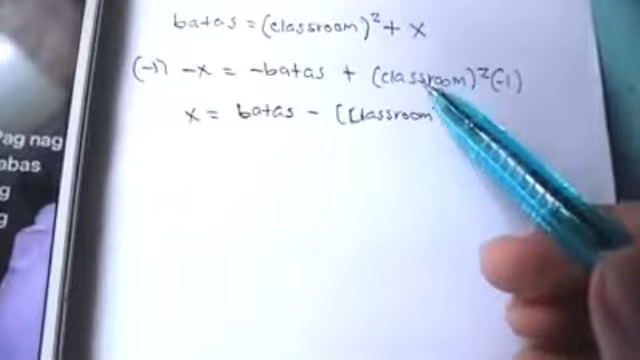 batas = (classroom)² + x
(-1) -x = -batas + (classroom)² (-1)
x = batas - [(classroom
Pag nag
abas
g
g